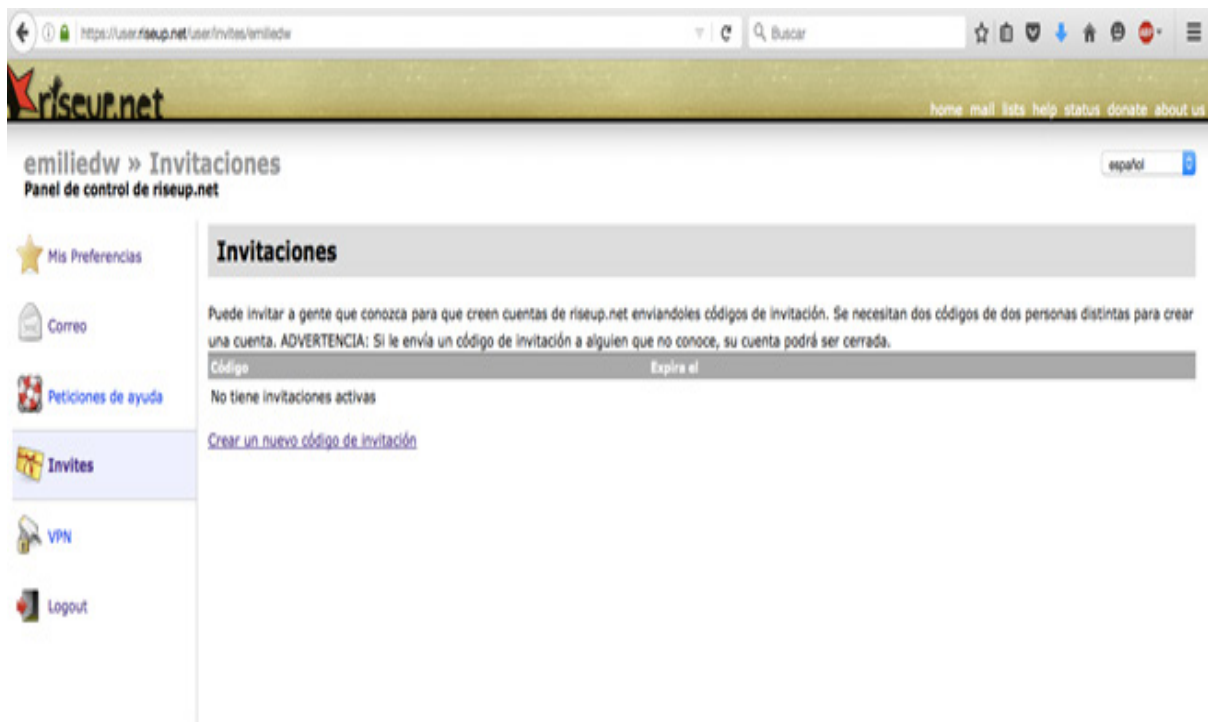 https://user.riseup.net/user/invites/emiliedw
Buscar
riseup.net
home mail lists help status donate about us
emiliedw » Invitaciones
español
Panel de control de riseup.net
Mis Preferencias
Correo
Peticiones de ayuda
Invites
VPN
Logout
Invitaciones
Puede invitar a gente que conozca para que creen cuentas de riseup.net enviandoles códigos de invitación. Se necesitan dos códigos de dos personas distintas para crear
una cuenta. ADVERTENCIA: Si le envía un código de invitación a alguien que no conoce, su cuenta podrá ser cerrada.
Código Expira el
No tiene invitaciones activas
Crear un nuevo código de invitación